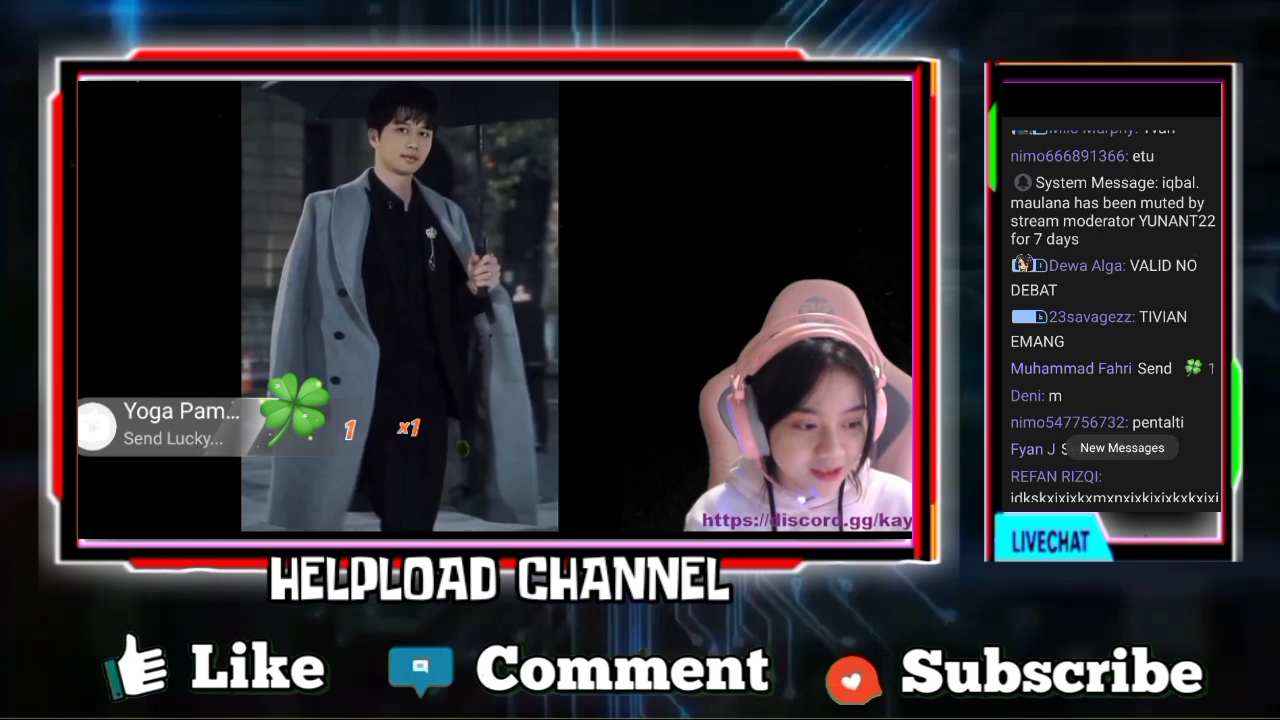 Yoga Pam...
Send Lucky...
1 x1
https://discord.gg/kay
nimo666891366: etu
System Message: iqbal.
maulana has been muted by
stream moderator YUNANT22
for 7 days
Dewa Alga: VALID NO
DEBAT
23savagezz: TIVIAN
EMANG
Muhammad Fahri Send 1
Deni: m
nimo547756732: pentalti
Fyan J
New Messages
REFAN RIZQI:
LIVECHAT
HELPLOAD CHANNEL
Like
Comment
Subscribe